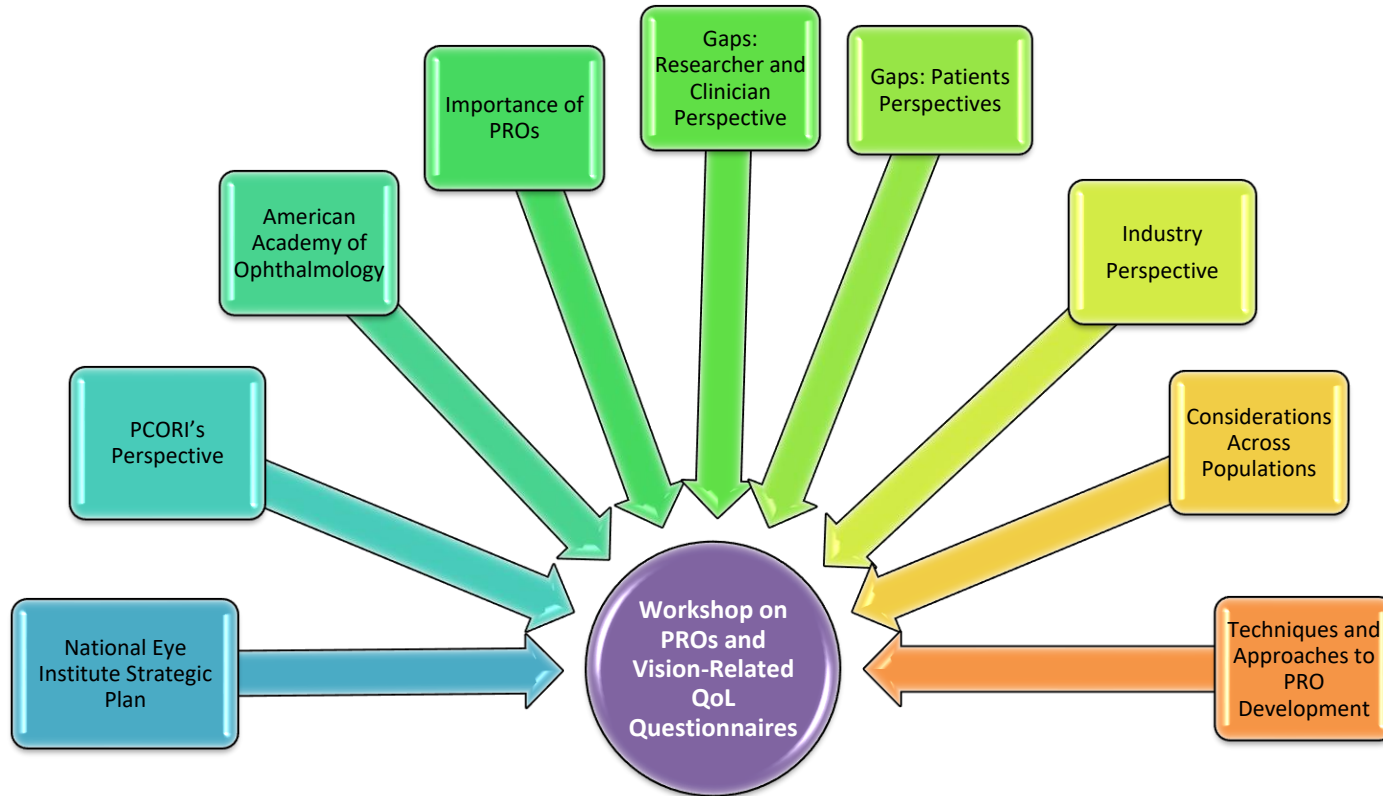 National Eye
Institute Strategic
Plan
PCORI's
Perspective
American
Academy of
Ophthalmology
Importance of
PROs
Gaps:
Researcher and
Clinician
Perspective
Gaps: Patients
Perspectives
Industry
Perspective
Considerations
Across
Populations
Techniques and
Approaches to
PRO
Development
Workshop on
PROs and
Vision-Related
QoL
Questionnaires